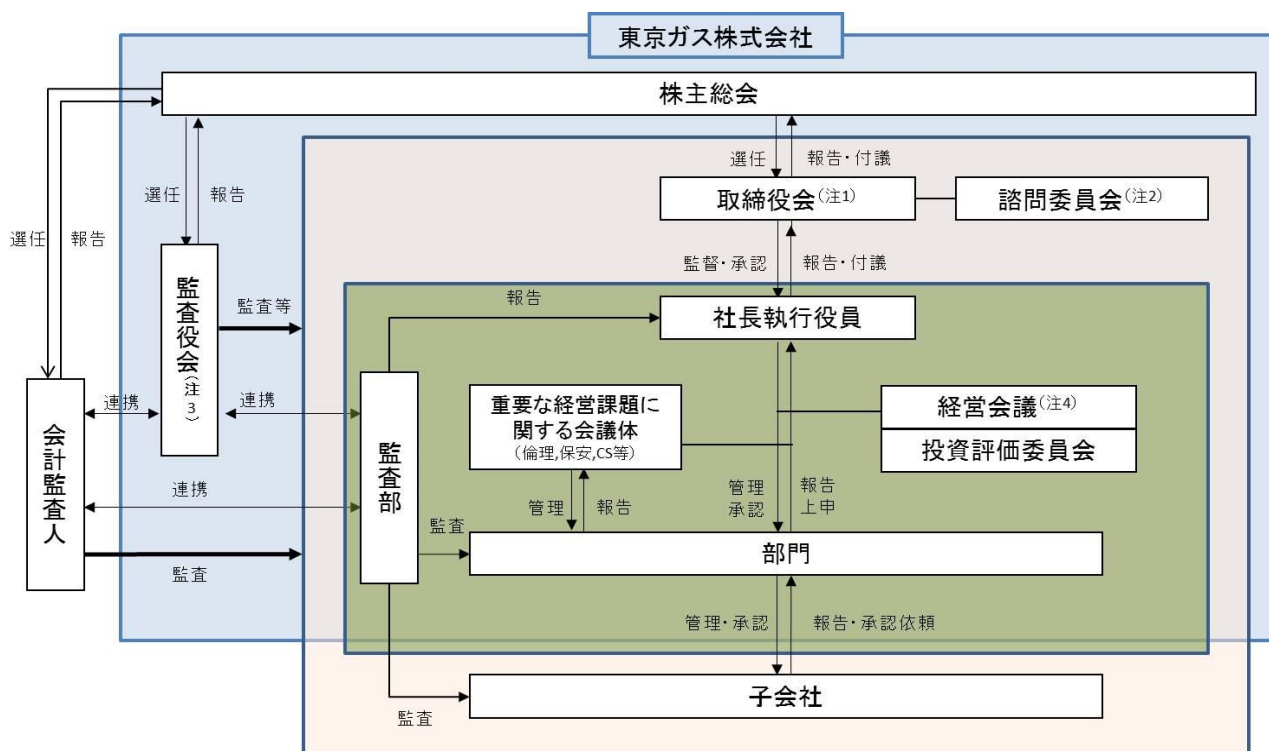 東京ガス株式会社
株主総会
選任
報告
選任
報告
選任
報告・付議
取締役会(注1)
諮問委員会(注2)
監督・承認
報告・付議
監査役会(注3)
監査等
報告
社長執行役員
連携
連携
会計監査人
監査部
重要な経営課題に
関する会議体
(倫理,保安,CS等)
経営会議(注4)
投資評価委員会
連携
管理
報告
管理
承認
報告
上申
監査
部門
監査
管理・承認
報告・承認依頼
子会社
監査